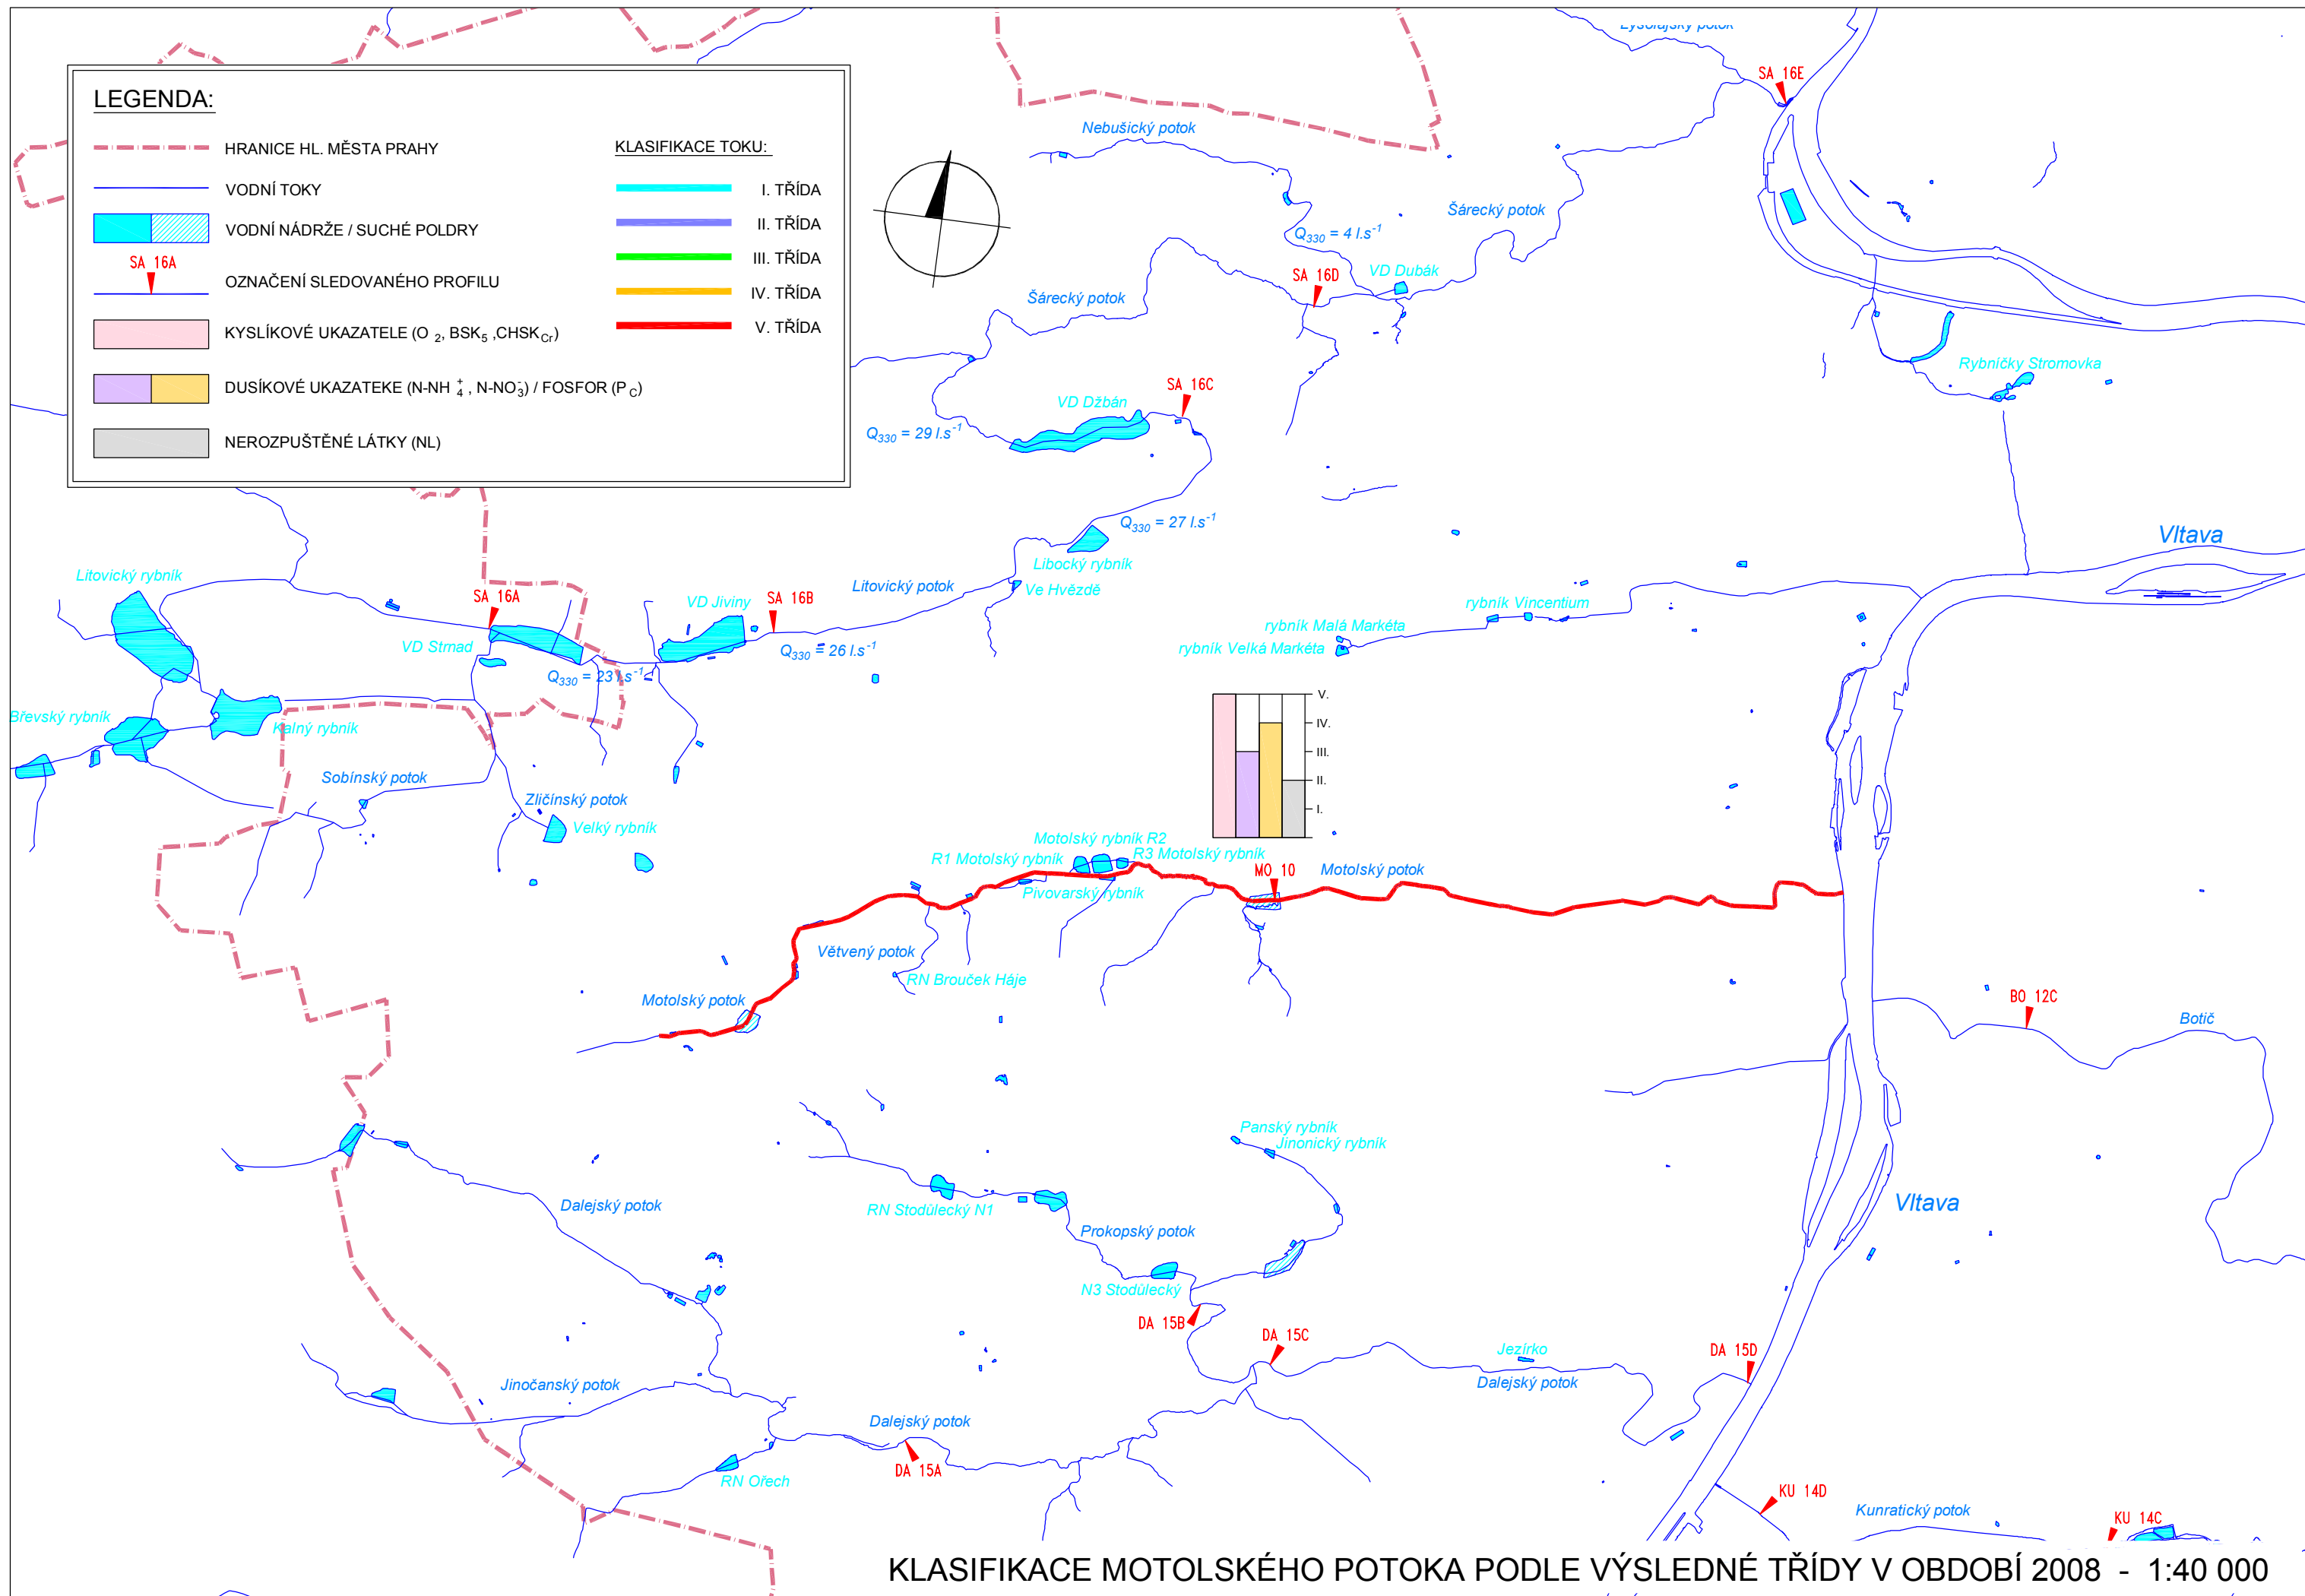 Lysolajský potok
SA 16E
LEGENDA:
HRANICE HL. MĚSTA PRAHY
VODNÍ TOKY
VODNÍ NÁDRŽE / SUCHÉ POLDRY
SA 16A
OZNAČENÍ SLEDOVANÉHO PROFILU
KYSLÍKOVÉ UKAZATELE (O 2, BSK5 ,CHSKCr)
DUSÍKOVÉ UKAZATEKE (N-NH 4+ , N-NO3-) / FOSFOR (P C)
NEROZPUŠTĚNÉ LÁTKY (NL)
KLASIFIKACE TOKU:
I. TŘÍDA
II. TŘÍDA
III. TŘÍDA
IV. TŘÍDA
V. TŘÍDA
Nebušický potok
Šárecký potok
Q330 = 4 l.s-1
SA 16D
VD Dubák
Šárecký potok
Rybníčky Stromovka
SA 16C
VD Džbán
Q330 = 29 l.s-1
Q330 = 27 l.s-1
Vltava
Libocký rybník
Litovický rybník
Litovický potok
Ve Hvězdě
SA 16A
VD Jiviny
SA 16B
rybník Vincentium
rybník Malá Markéta
rybník Velká Markéta
VD Strnad
Q330 = 26 l.s-1
Q330 = 23 l.s-1
Břevský rybník
Kalný rybník
V.
IV.
III.
II.
I.
Sobínský potok
Zličínský potok
Velký rybník
Motolský rybník R2
R1 Motolský rybník
R3 Motolský rybník
MO 10
Motolský potok
Pivovarský rybník
Větvený potok
RN Brouček Háje
Motolský potok
BO 12C
Botič
Panský rybník
Jinonický rybník
Dalejský potok
RN Stodůlecký N1
Vltava
Prokopský potok
N3 Stodůlecký
DA 15B
DA 15C
Jezírko
DA 15D
Jinočanský potok
Dalejský potok
Dalejský potok
DA 15A
RN Ořech
KU 14D
Kunratický potok
KU 14C
KLASIFIKACE MOTOLSKÉHO POTOKA PODLE VÝSLEDNÉ TŘÍDY V OBDOBÍ 2008 - 1:40 000